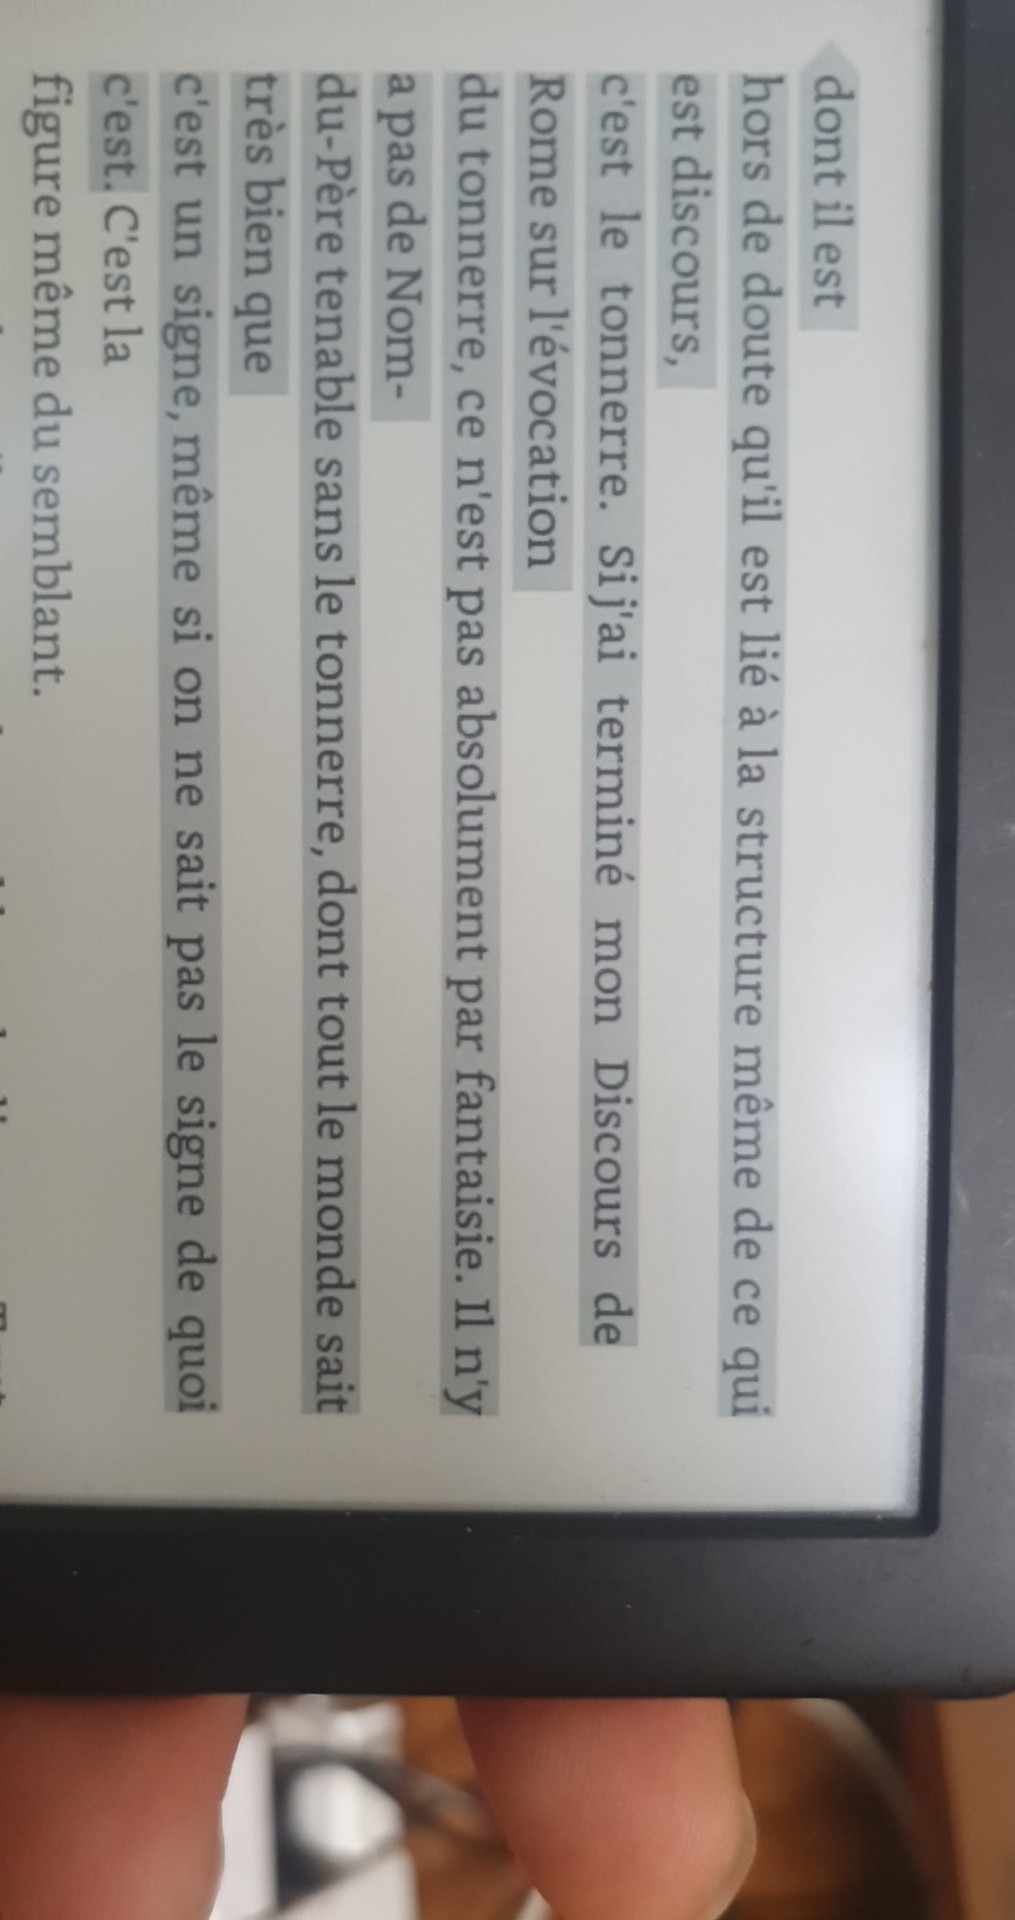 dont il est
hors de doute qu'il est lié à la structure même de ce qui
est discours,
c'est le tonnerre. Si j'ai terminé mon Discours de
Rome sur l'évocation
du tonnerre, ce n'est pas absolument par fantaisie. Il n'y
a pas de Nom-
du-Père tenable sans le tonnerre, dont tout le monde sait
très bien que
c'est un signe, même si on ne sait pas le signe de quoi
c'est. C'est la
figure même du semblant.